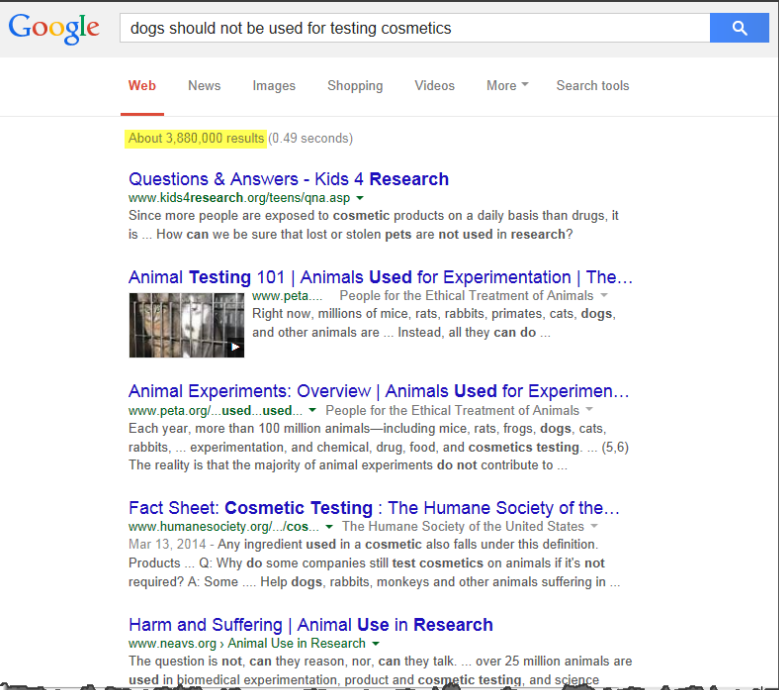 Google
dogs should not be used for testing cosmetics
Web News Images Shopping Videos More Search tools
About 3,880,000 results (0.49 seconds)
Questions & Answers - Kids 4 Research
www.kids4research.org/teens/qna.asp
Since more people are exposed to cosmetic products on a daily basis than drugs, it
is ... How can we be sure that lost or stolen pets are not used in research?
Animal Testing 101 | Animals Used for Experimentation | The...
www.peta.... People for the Ethical Treatment of Animals
Right now, millions of mice, rats, rabbits, primates, cats, dogs,
and other animals are ... Instead, all they can do ...
Animal Experiments: Overview | Animals Used for Experimen...
www.peta.org/...used...used... People for the Ethical Treatment of Animals
Each year, more than 100 million animals—including mice, rats, frogs, dogs, cats,
rabbits, ... experimentation, and chemical, drug, food, and cosmetics testing. ... (5,6)
The reality is that the majority of animal experiments do not contribute to ...
Fact Sheet: Cosmetic Testing : The Humane Society of the...
www.humanesociety.org/.../cos... The Humane Society of the United States
Mar 13, 2014 - Any ingredient used in a cosmetic also falls under this definition.
Products ... Q: Why do some companies still test cosmetics on animals if it's not
required? A: Some .... Help dogs, rabbits, monkeys and other animals suffering in ...
Harm and Suffering | Animal Use in Research
www.neavs.org › Animal Use in Research
The question is not, can they reason, nor, can they talk. ... over 25 million animals are
used in biomedical experimentation, product and cosmetic testing, and science